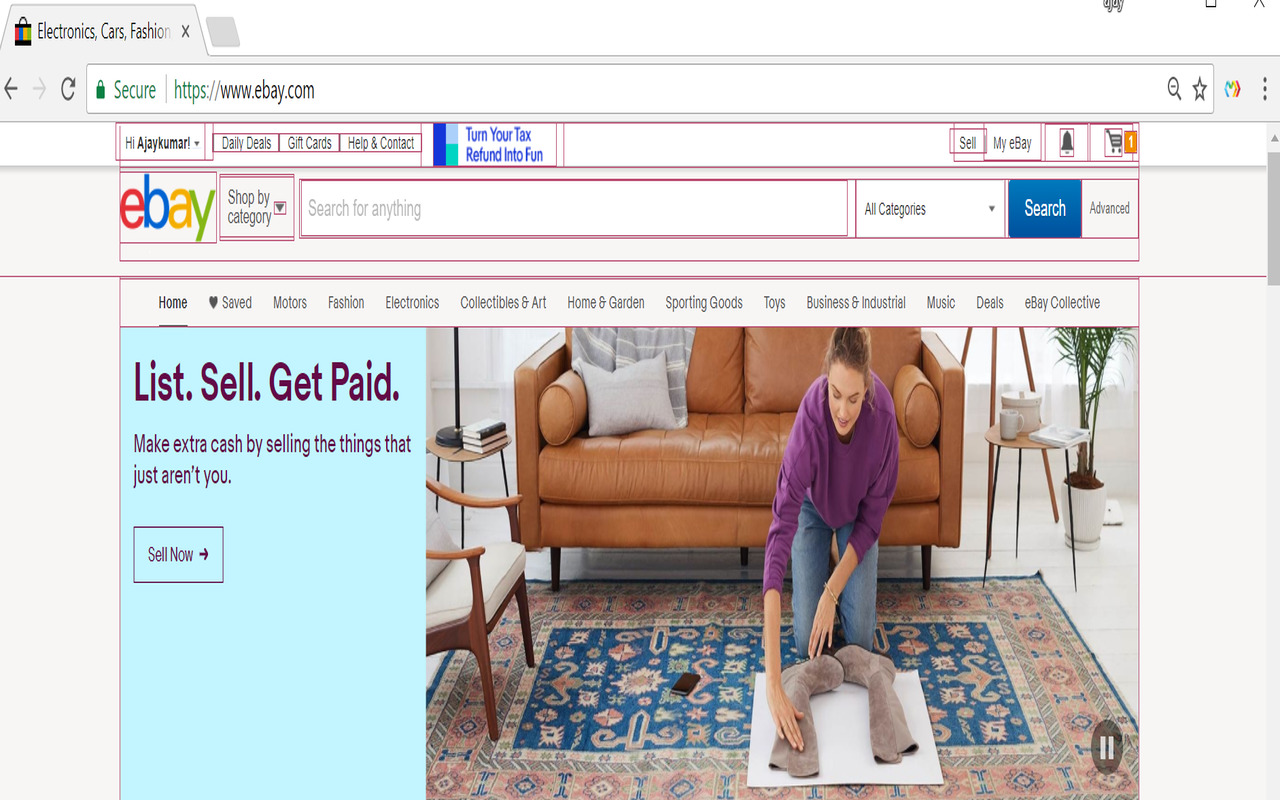 ajay
Electronics, Cars, Fashion
Secure https://www.ebay.com
Hi Ajaykumar! Daily Deals Gift Cards Help & Contact Turn Your Tax Refund Into Fun Sell My eBay 1
ebay Shop by category Search for anything All Categories Search Advanced
Home Saved Motors Fashion Electronics Collectibles & Art Home & Garden Sporting Goods Toys Business & Industrial Music Deals eBay Collective
List. Sell. Get Paid.
Make extra cash by selling the things that
just aren't you.
Sell Now